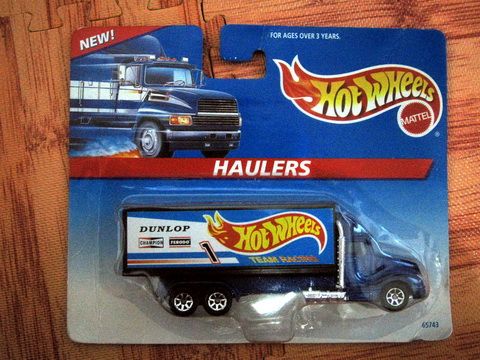 NEW!
FOR AGES OVER 3 YEARS.
HOT WHEELS
MATTEL
HAULERS
DUNLOP
CHAMPION FERODO
1
HOT WHEELS
TEAM RACING
65743